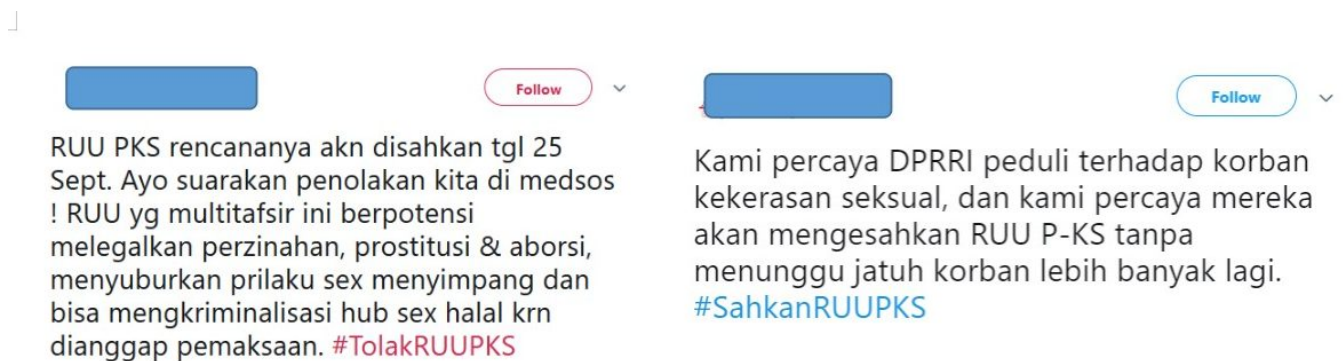 Follow
RUU PKS rencananya akn disahkan tgl 25
Sept. Ayo suarakan penolakan kita di medsos
! RUU yg multitafsir ini berpotensi
melegalkan perzinahan, prostitusi & aborsi,
menyuburkan prilaku sex menyimpang dan
bisa mengkriminalisasi hub sex halal krn
dianggap pemaksaan. #TolakRUUPKS
Follow
Kami percaya DPRRI peduli terhadap korban
kekerasan seksual, dan kami percaya mereka
akan mengesahkan RUU P-KS tanpa
menunggu jatuh korban lebih banyak lagi.
#SahkanRUUPKS